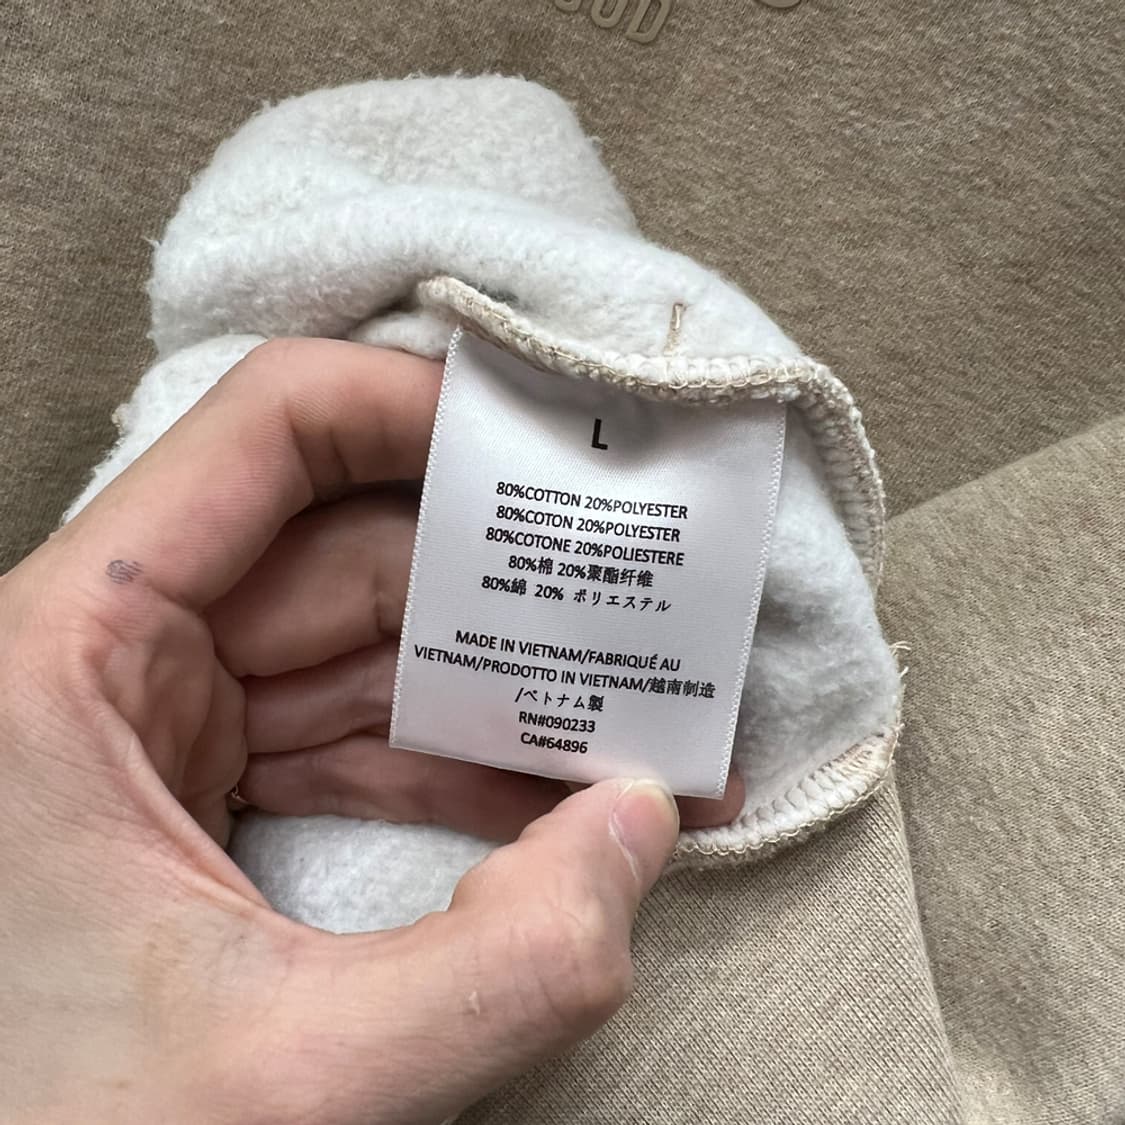 L
80%COTTON 20%POLYESTER
80%COTON 20%POLYESTER
80%COTONE 20%POLIESTERE
80%棉 20%聚酯纤维
80%綿 20% ポリエステル
MADE IN VIETNAM/FABRIQUÉ AU
VIETNAM/PRODOTTO IN VIETNAM/越南制造
/ベトナム製
RN#090233
CA#64896